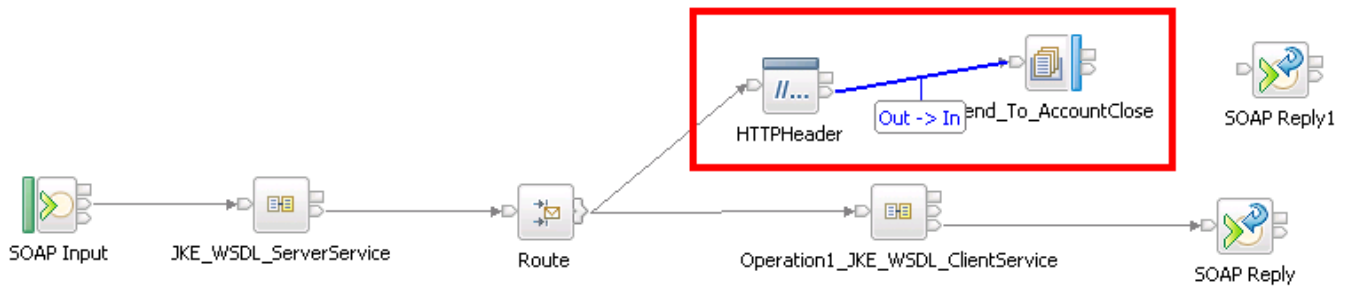 //...
HTTPHeader
Out -> In
end_To_AccountClose
SOAP Reply1
SOAP Input
JKE_WSDL_ServerService
Route
Operation1_JKE_WSDL_ClientService
SOAP Reply